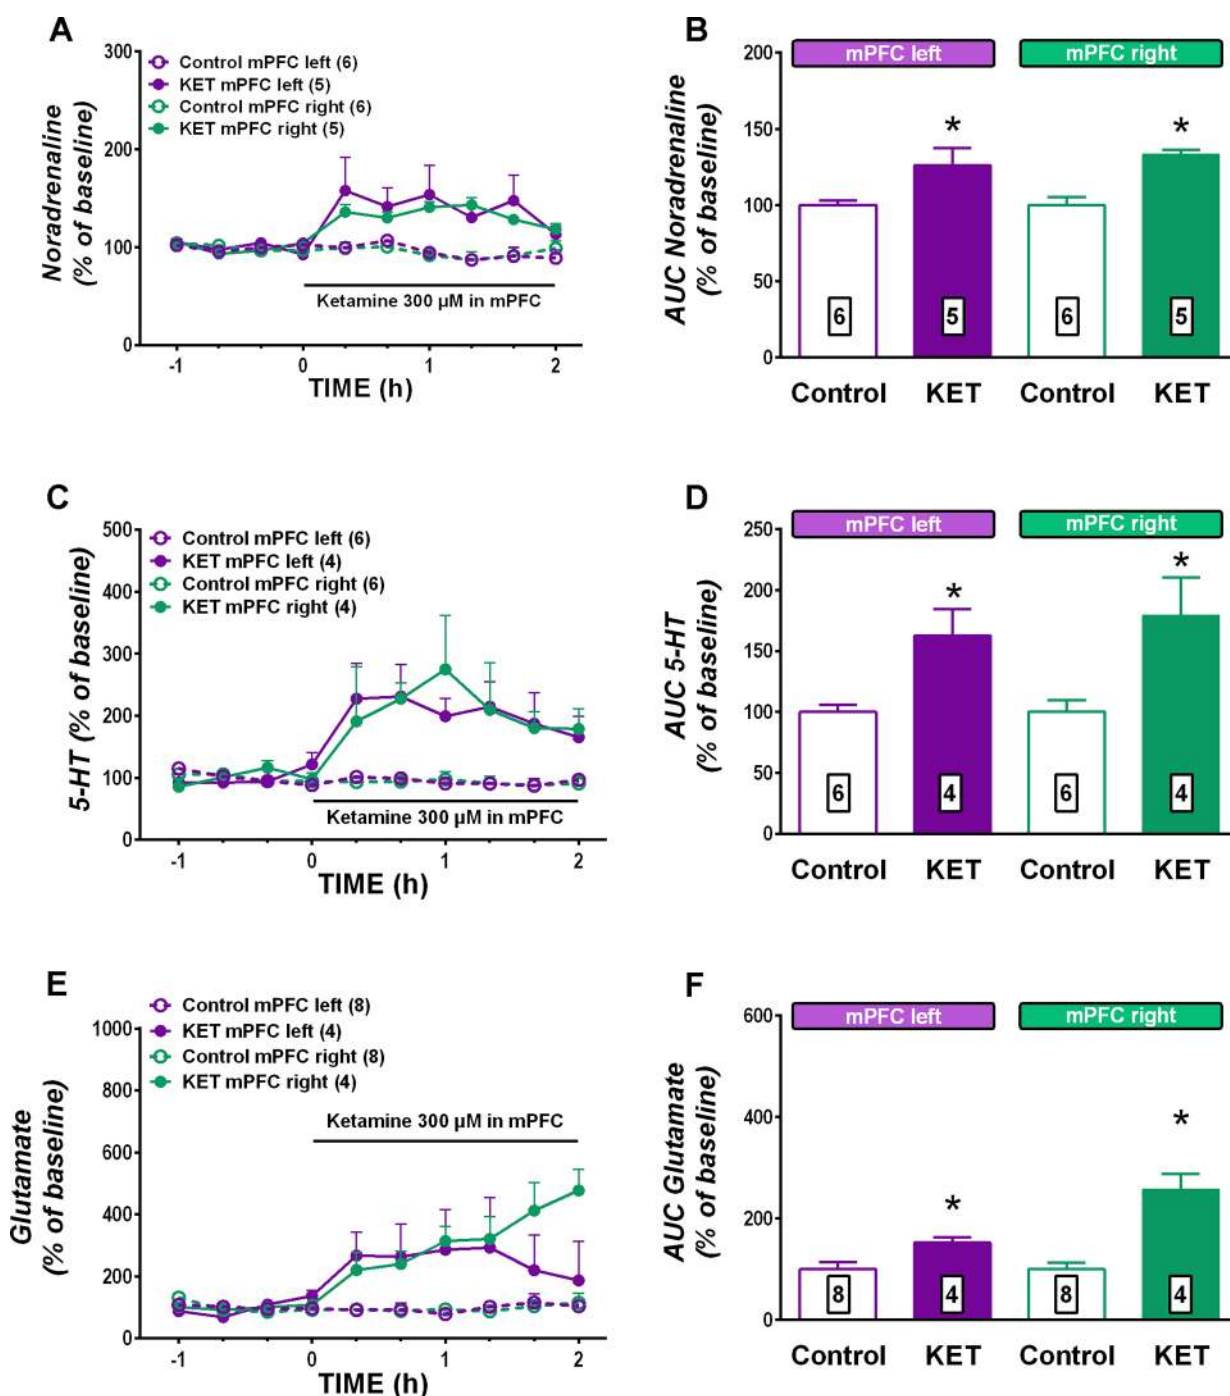 A
Noradrenaline
(% of baseline)
300
200
100
0
Control mPFC left (6)
KET mPFC left (5)
Control mPFC right (6)
KET mPFC right (5)
Ketamine 300 µM in mPFC
-1
0
1
2
TIME (h)
B
AUC Noradrenaline
(% of baseline)
200
150
100
50
0
mPFC left
mPFC right
*
*
6
5
6
5
Control
KET
Control
KET
C
5-HT (% of baseline)
500
400
300
200
100
0
Control mPFC left (6)
KET mPFC left (4)
Control mPFC right (6)
KET mPFC right (4)
Ketamine 300 µM in mPFC
-1
0
1
2
TIME (h)
D
AUC 5-HT
(% of baseline)
250
200
150
100
50
0
mPFC left
mPFC right
*
*
6
4
6
4
Control
KET
Control
KET
E
Glutamate
(% of baseline)
1000
800
600
400
200
0
Control mPFC left (8)
KET mPFC left (4)
Control mPFC right (8)
KET mPFC right (4)
Ketamine 300 µM in mPFC
-1
0
1
2
TIME (h)
F
AUC Glutamate
(% of baseline)
600
400
200
0
mPFC left
mPFC right
*
*
8
4
8
4
Control
KET
Control
KET